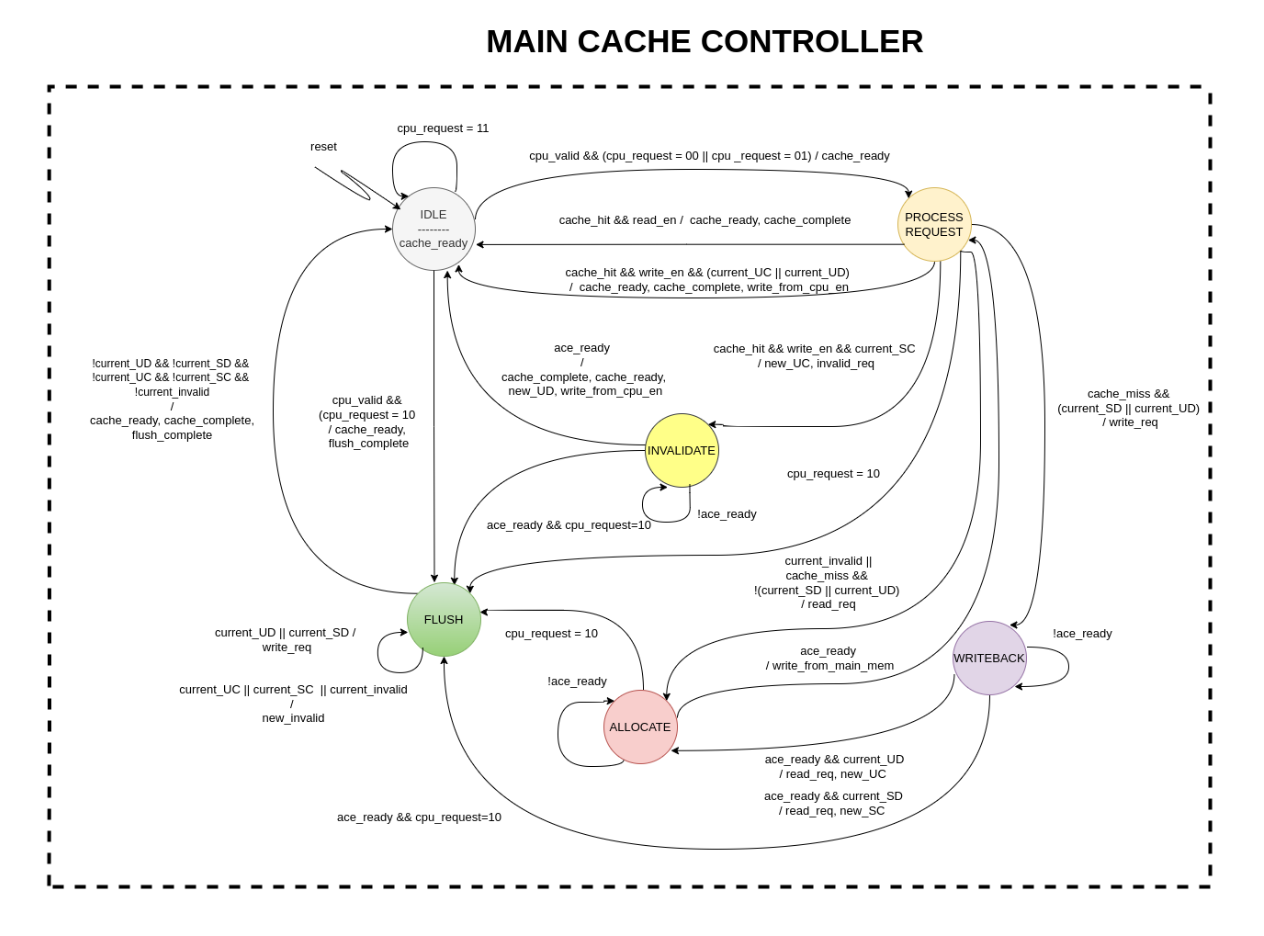 MAIN CACHE CONTROLLER
cpu_request = 11
reset
cpu_valid && (cpu_request = 00 || cpu _request = 01) / cache_ready
IDLE
--------
cache_ready
PROCESS
REQUEST
cache_hit && read_en / cache_ready, cache_complete
cache_hit && write_en && (current_UC || current_UD)
/ cache_ready, cache_complete, write_from_cpu_en
ace_ready
/
cache_complete, cache_ready,
new_UD, write_from_cpu_en
cache_hit && write_en && current_SC
/ new_UC, invalid_req
!current_UD && !current_SD &&
!current_UC && !current_SC &&
!current_invalid
/
cache_ready, cache_complete,
flush_complete
cpu_valid &&
(cpu_request = 10
/ cache_ready,
flush_complete
cache_miss &&
(current_SD || current_UD)
/ write_req
INVALIDATE
cpu_request = 10
!ace_ready
ace_ready && cpu_request=10
current_invalid ||
cache_miss &&
!(current_SD || current_UD)
/ read_req
FLUSH
current_UD || current_SD /
write_req
cpu_request = 10
!ace_ready
WRITEBACK
ace_ready
/ write_from_main_mem
!ace_ready
current_UC || current_SC || current_invalid
/
new_invalid
ALLOCATE
ace_ready && current_UD
/ read_req, new_UC
ace_ready && current_SD
/ read_req, new_SC
ace_ready && cpu_request=10